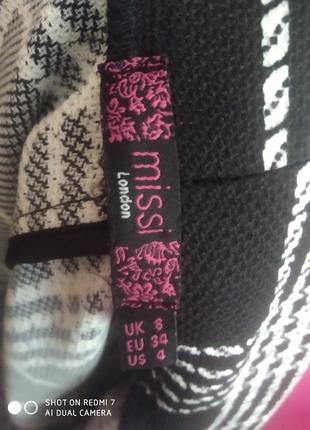 missi
London
UK 8
EU 34
US 4
SHOT ON REDMI 7
AI DUAL CAMERA